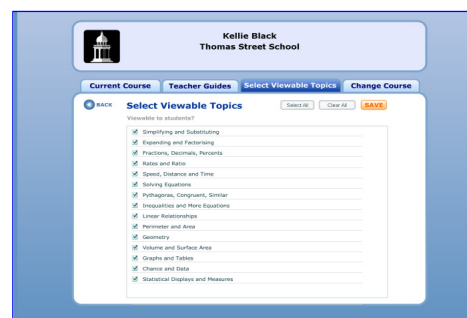 Kellie Black
Thomas Street School
Current Course Teacher Guides Select Viewable Topics Change Course
BACK Select Viewable Topics Select All Clear All SAVE
Viewable to students?
Simplifying and Substituting
Expanding and Factorising
Fractions, Decimals, Percents
Rates and Ratio
Speed, Distance and Time
Solving Equations
Pythagoras, Congruent, Similar
Inequalities and More Equations
Linear Relationships
Perimeter and Area
Geometry
Volume and Surface Area
Graphs and Tables
Chance and Data
Statistical Displays and Measures